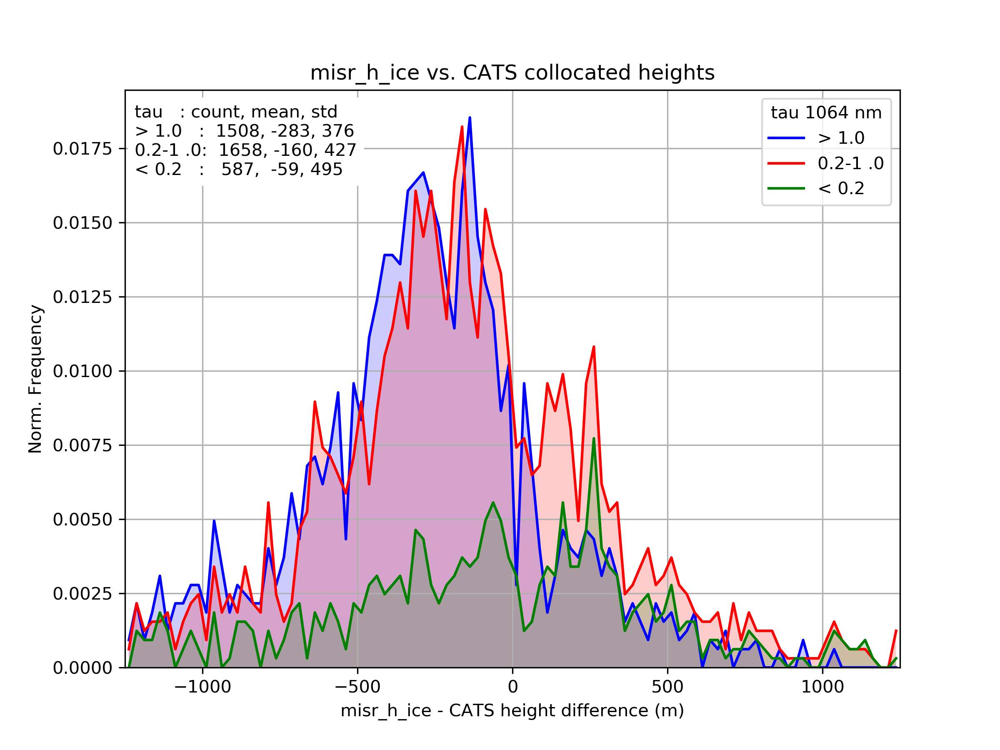 misr_h_ice vs. CATS collocated heights
tau   : count, mean, std
> 1.0   :  1508, -283, 376
0.2-1 .0:  1658, -160, 427
< 0.2   :   587,  -59, 495
tau 1064 nm
> 1.0
0.2-1 .0
< 0.2
Norm. Frequency
0.0175
0.0150
0.0125
0.0100
0.0075
0.0050
0.0025
0.0000
−1000 −500 0 500 1000
misr_h_ice - CATS height difference (m)